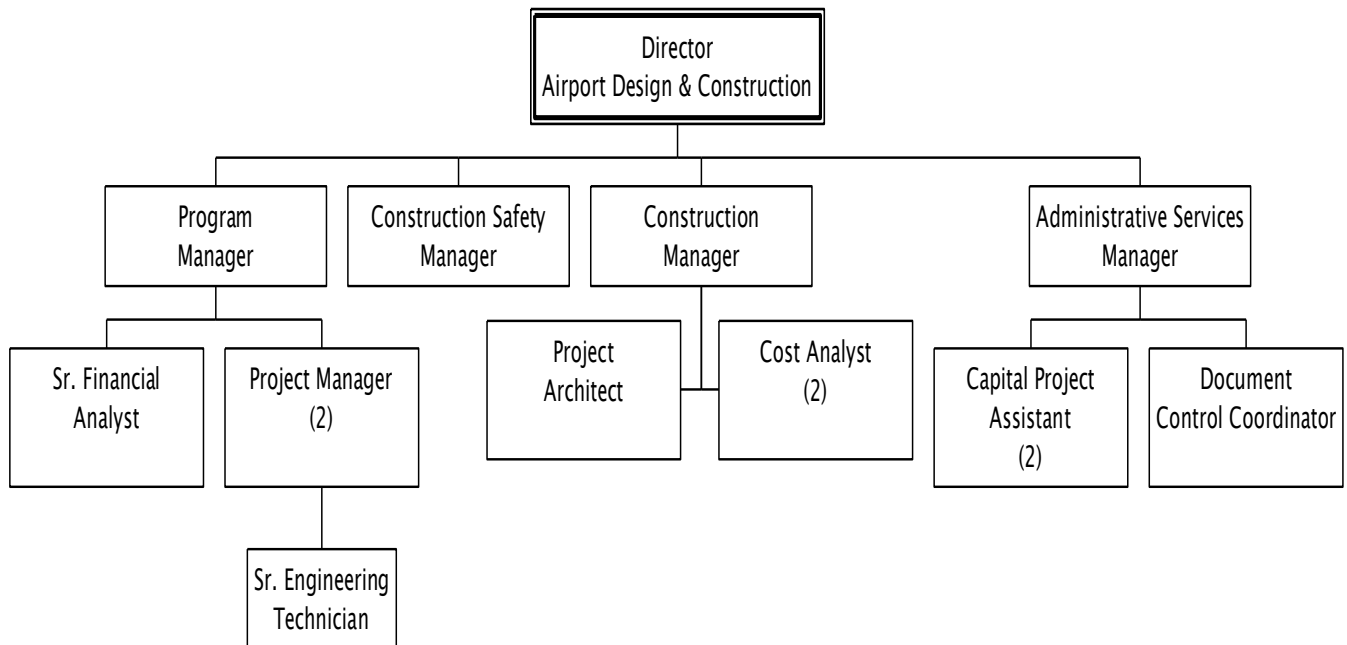 Director
Airport Design & Construction
Program
Manager
Construction Safety
Manager
Construction
Manager
Administrative Services
Manager
Sr. Financial
Analyst
Project Manager
(2)
Project
Architect
Cost Analyst
(2)
Capital Project
Assistant
(2)
Document
Control Coordinator
Sr. Engineering
Technician